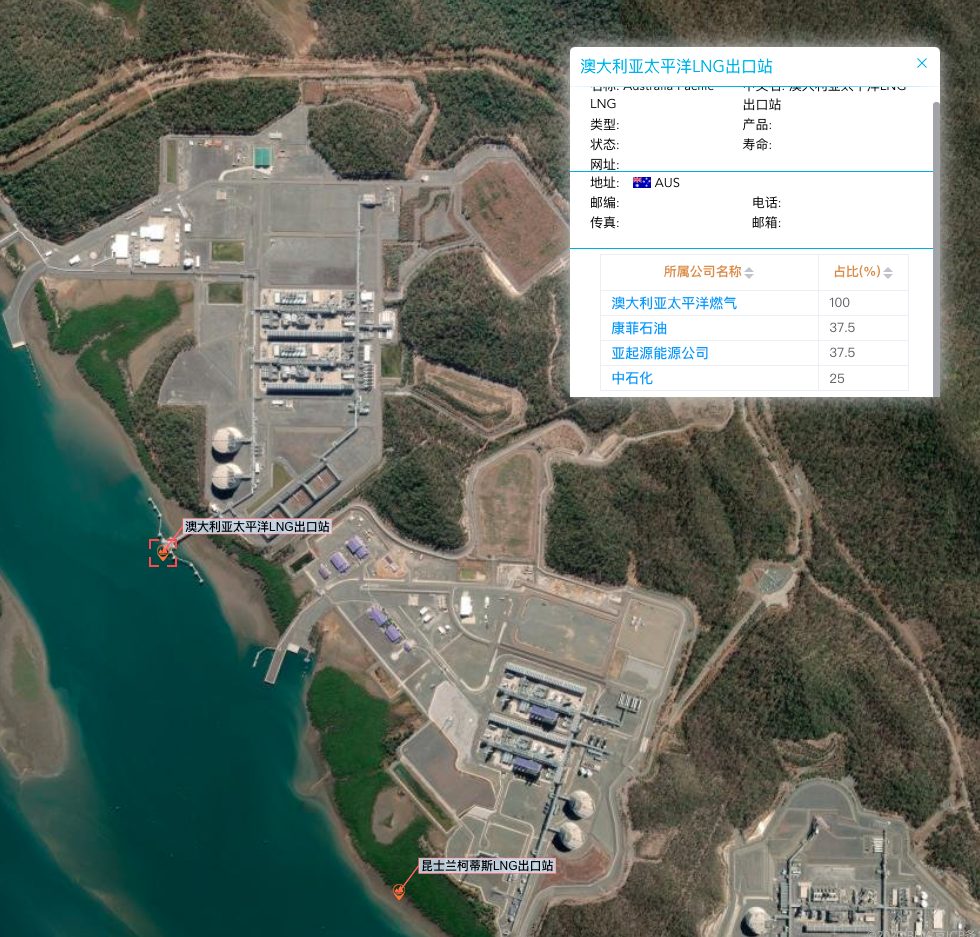 澳大利亚太平洋LNG出口站
名称: Australia Pacific 中文名: 澳大利亚太平洋LNG
LNG 出口站
类型: 产品:
状态: 寿命:
网址:
地址: AUS
邮编: 电话:
传真: 邮箱:
所属公司名称 占比(%)
澳大利亚太平洋燃气 100
康菲石油 37.5
亚起源能源公司 37.5
中石化 25
澳大利亚太平洋LNG出口站
昆士兰柯蒂斯LNG出口站